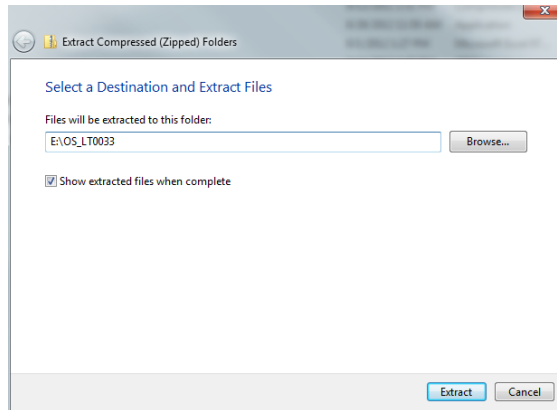 Extract Compressed (Zipped) Folders
Select a Destination and Extract Files
Files will be extracted to this folder:
E:\OS_LT0033
Browse...
Show extracted files when complete
Extract
Cancel